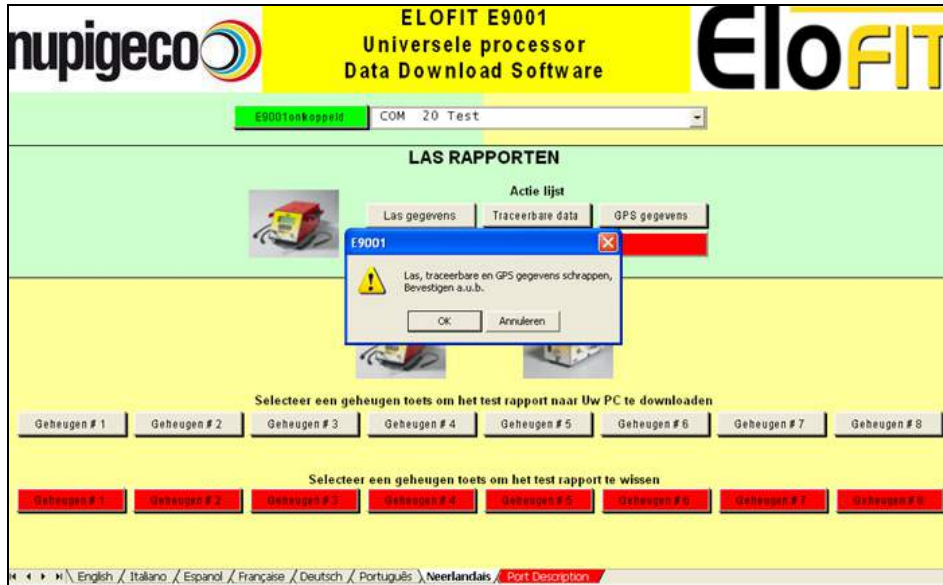 nupigeco
ELOFIT E9001
Universele processor
Data Download Software
EloFIT
E9001onkoppeld
COM 20 Test
LAS RAPPORTEN
Actie lijst
Las gegevens
Traceerbare data
GPS gegevens
E9001
Las, traceerbare en GPS gegevens schrappen,
Bevestigen a.u.b.
OK
Annuleren
Selecteer een geheugen toets om het test rapport naar Uw PC te downloaden
Geheugen # 1
Geheugen # 2
Geheugen # 3
Geheugen # 4
Geheugen # 5
Geheugen # 6
Geheugen # 7
Geheugen # 8
Selecteer een geheugen toets om het test rapport te wissen
Geheugen # 1
Geheugen # 2
Geheugen # 3
Geheugen # 4
Geheugen # 5
Geheugen # 6
Geheugen # 7
Geheugen # 8
English / Italiano / Espanol / Française / Deutsch / Português \ Neerlandais / Port Description